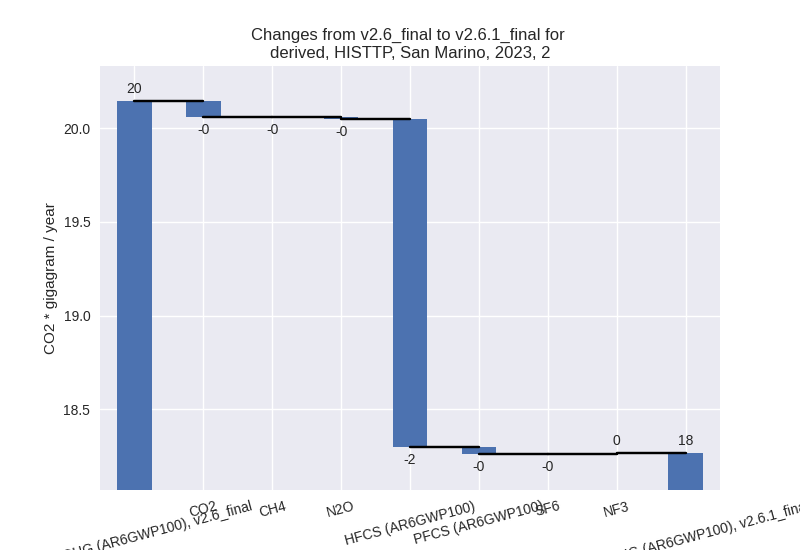 Changes from v2.6_final to v2.6.1_final for
derived, HISTTP, San Marino, 2023, 2
CO2 * gigagram / year
20.0
19.5
19.0
18.5
20
-0
-0
-0
-2
-0
-0
0
18
(AR6GWP100), v2.6_final
CO2
CH4
N2O
HFCS (AR6GWP100)
PFCS (AR6GWP100)
SF6
NF3
(AR6GWP100), v2.6.1_fina